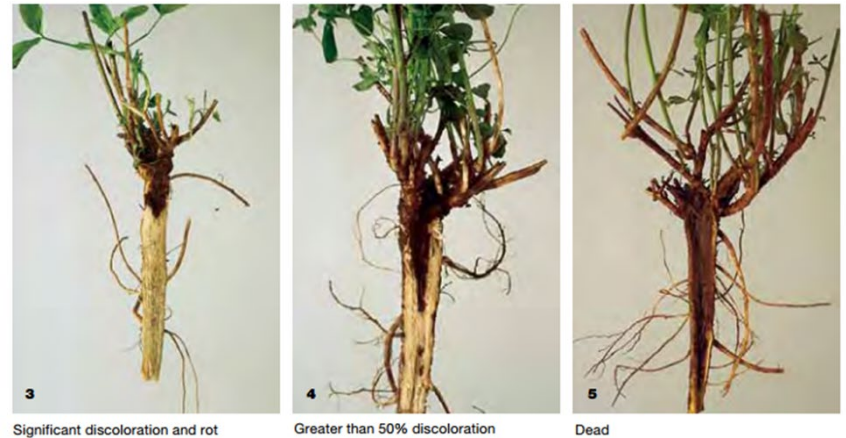 3
4
5
Significant discoloration and rot
Greater than 50% discoloration
Dead